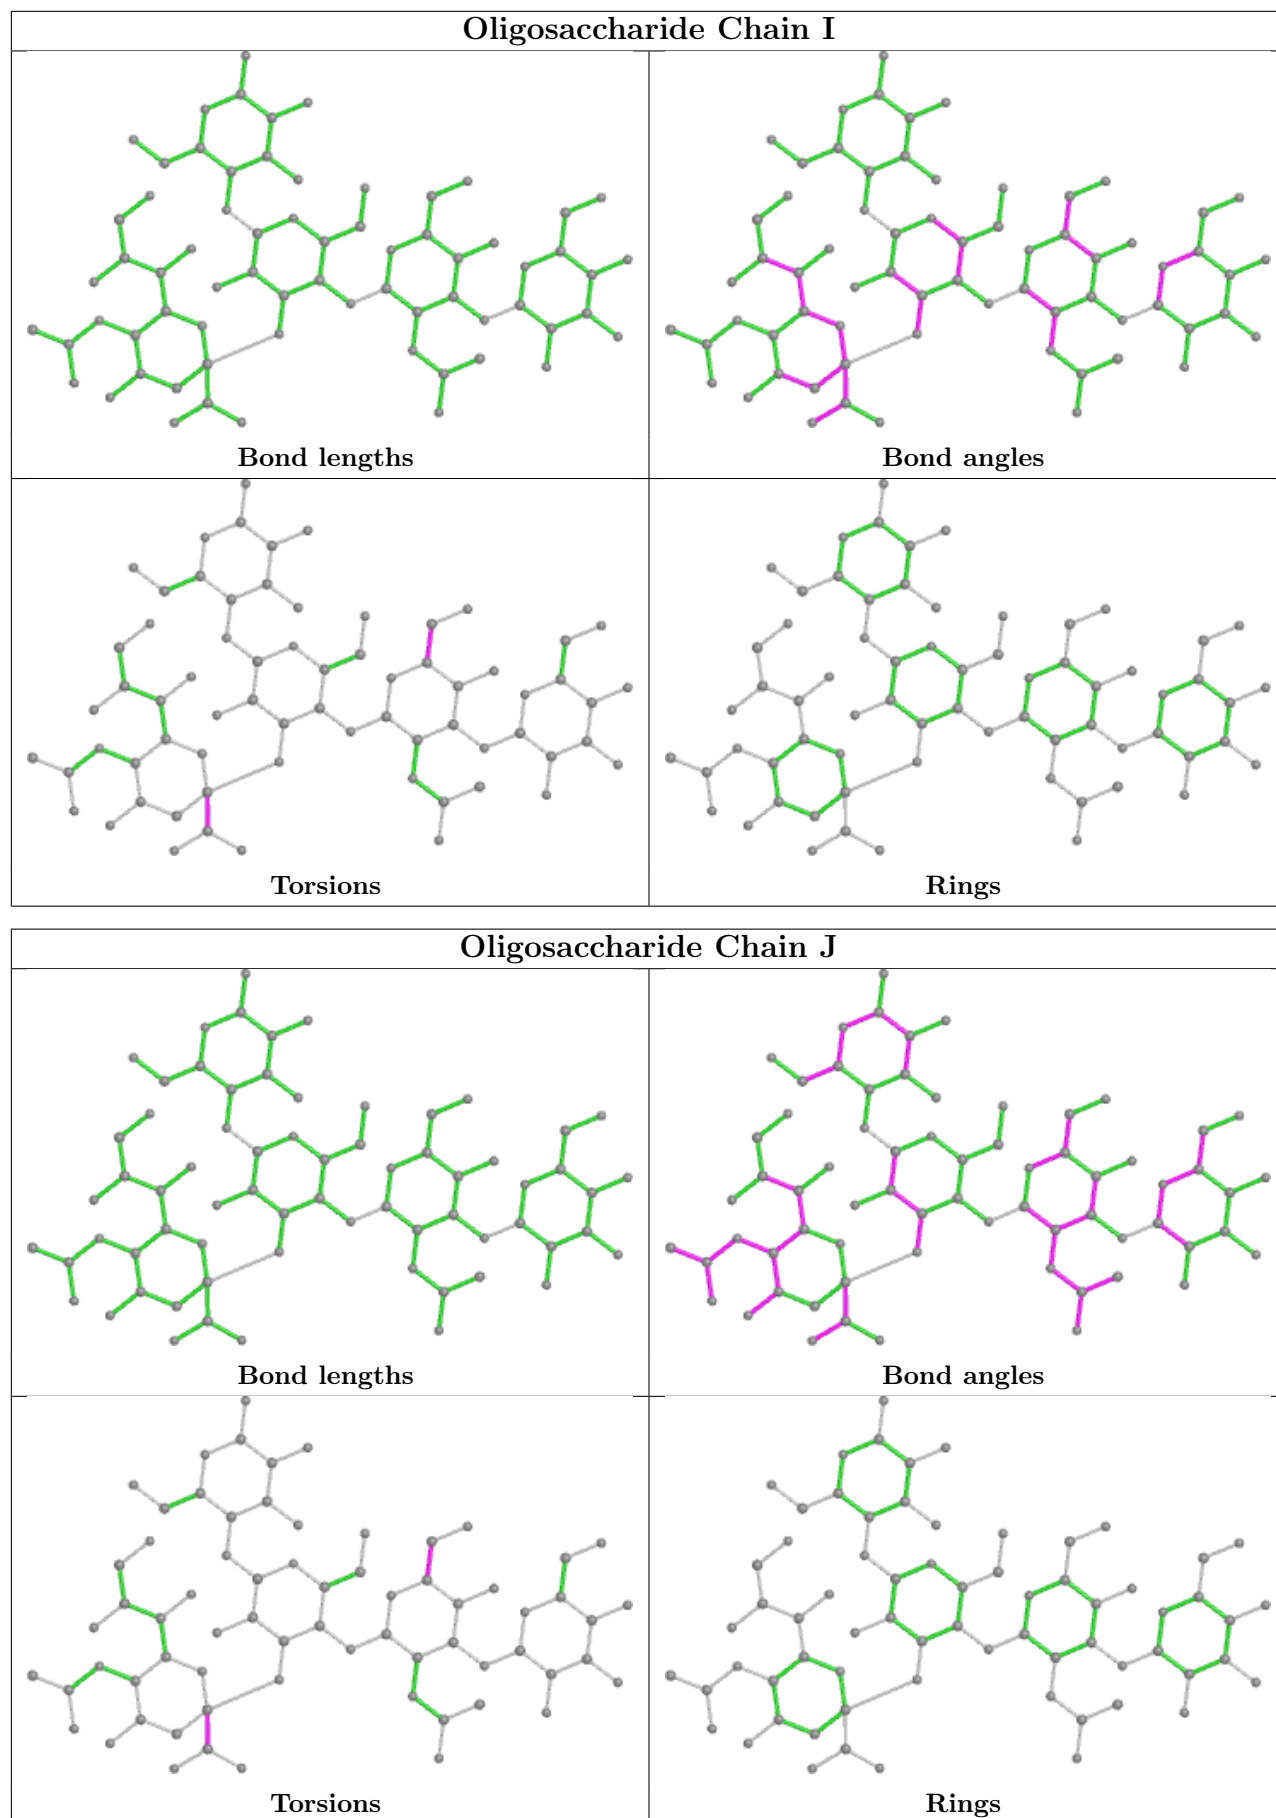 Oligosaccharide Chain I
Bond lengths
Bond angles
Torsions
Rings
Oligosaccharide Chain J
Bond lengths
Bond angles
Torsions
Rings